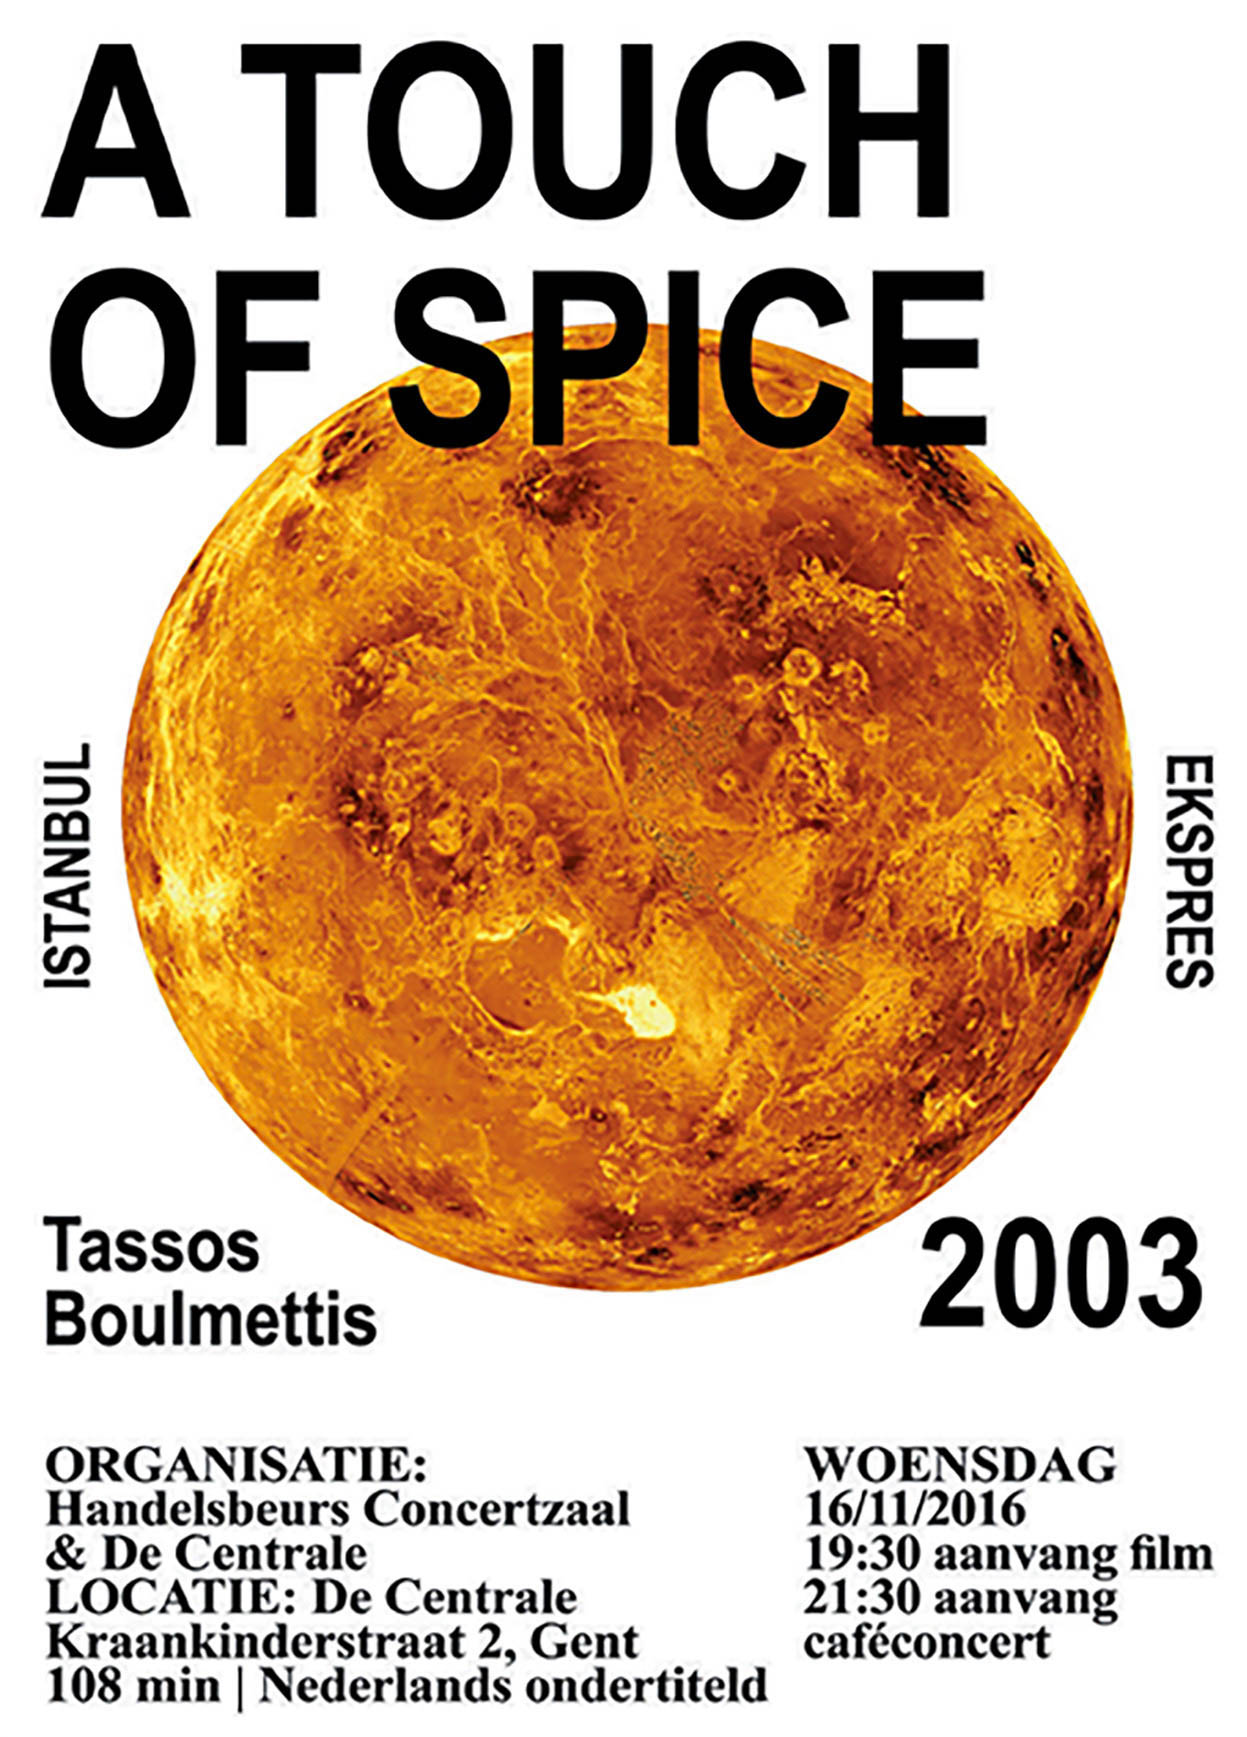 A TOUCH
OF SPICE
ISTANBUL
EKSPRES
Tassos
Boulmettis
2003
ORGANISATIE:
Handelsbeurs Concertzaal
& De Centrale
LOCATIE: De Centrale
Kraankinderstraat 2, Gent
108 min | Nederlands ondertiteld
WOENSDAG
16/11/2016
19:30 aanvang film
21:30 aanvang
caféconcert